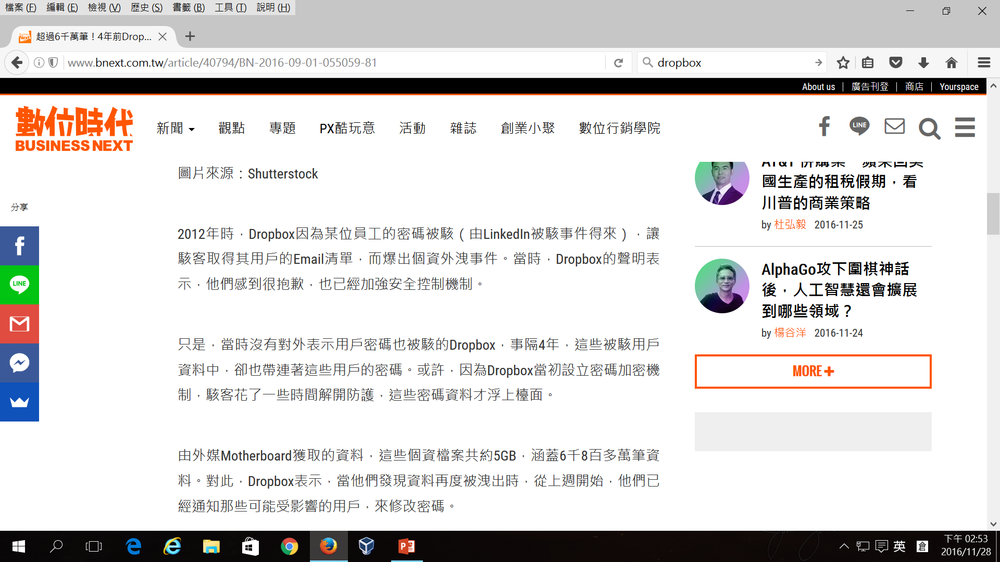 檔案 (F) 編輯 (E) 檢視 (V) 歷史 (S) 書籤 (B) 工具 (T) 說明 (H)
超過6千萬筆！4年前Drop...
www.bnext.com.tw/article/40794/BN-2016-09-01-055059-81
dropbox
About us | 廣告刊登 | 商店 | Yourspace
數位時代
BUSINESS NEXT
新聞 觀點 專題 PX酷玩意 活動 雜誌 創業小聚 數位行銷學院
LINE
圖片來源：Shutterstock
分享
LINE
2012年時，Dropbox因為某位員工的密碼被駭（由LinkedIn被駭事件得來），讓
駭客取得其用戶的Email清單，而爆出個資外洩事件。當時，Dropbox的聲明表
示，他們感到很抱歉，也已經加強安全控制機制。
只是，當時沒有對外表示用戶密碼也被駭的Dropbox，事隔4年，這些被駭用戶
資料中，卻也帶連著這些用戶的密碼。或許，因為Dropbox當初設立密碼加密機
制，駭客花了一些時間解開防護，這些密碼資料才浮上檯面。
由外媒Motherboard獲取的資料，這些個資檔案共約5GB，涵蓋6千8百多萬筆資
料。對此，Dropbox表示，當他們發現資料再度被洩出時，從上週開始，他們已
經通知那些可能受影響的用戶，來修改密碼。
國生產的租稅假期，看
川普的商業策略
by 杜弘毅 2016-11-25
AlphaGo攻下圍棋神話
後，人工智慧還會擴展
到哪些領域？
by 楊谷洋 2016-11-24
MORE+
英
倉
下午 02:53
2016/11/28